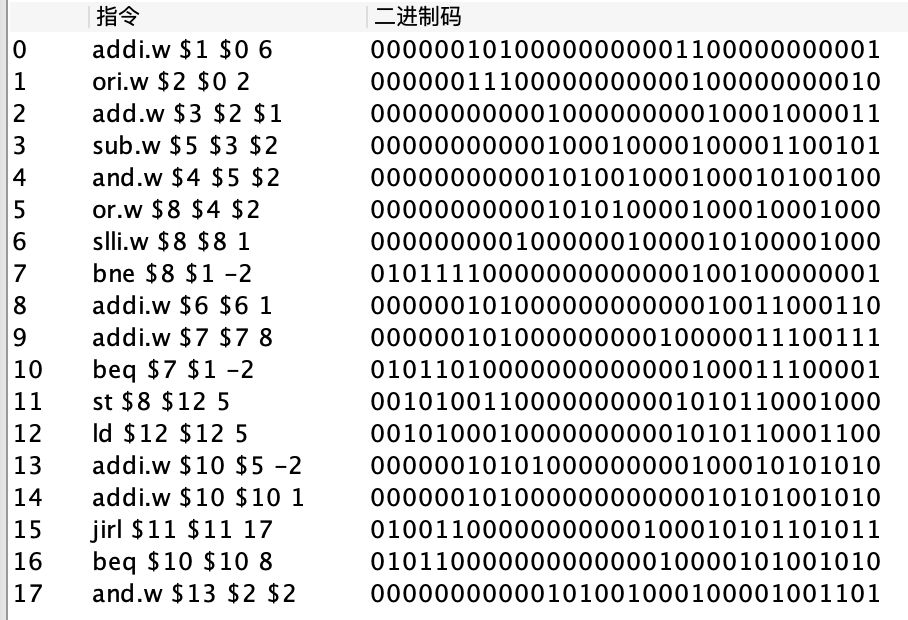 指令 二进制码
0 addi.w $1 $0 6 00000010100000000001100000000001
1 ori.w $2 $0 2 00000011100000000000100000000010
2 add.w $3 $2 $1 00000000000100000000010001000011
3 sub.w $5 $3 $2 00000000000100010000100001100101
4 and.w $4 $5 $2 00000000000101001000100010100100
5 or.w $8 $4 $2 00000000000101010000100010001000
6 slli.w $8 $8 1 00000000010000001000010100001000
7 bne $8 $1 -2 01011110000000000000100100000001
8 addi.w $6 $6 1 00000010100000000000010011000110
9 addi.w $7 $7 8 00000010100000000010000011100111
10 beq $7 $1 -2 01011010000000000000100011100001
11 st $8 $12 5 00101001100000000001010110001000
12 ld $12 $12 5 00101000100000000001010110001100
13 addi.w $10 $5 -2 00000010101000000000100010101010
14 addi.w $10 $10 1 00000010100000000000010101001010
15 jirl $11 $11 17 01001100000000000100010101101011
16 beq $10 $10 8 01011000000000000010000101001010
17 and.w $13 $2 $2 00000000000101001000100001001101